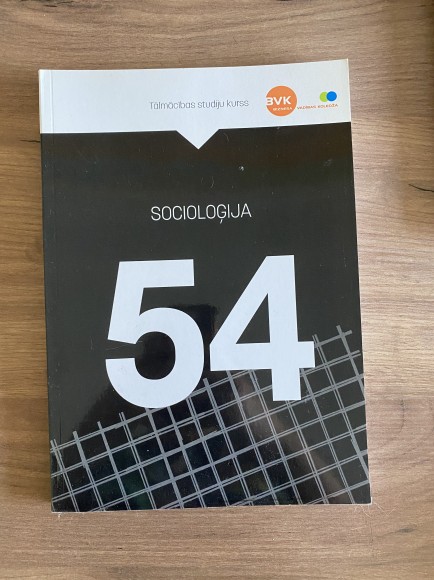 Tālmācības studiju kurss
BVK
SOCIOLOĢIJA
54